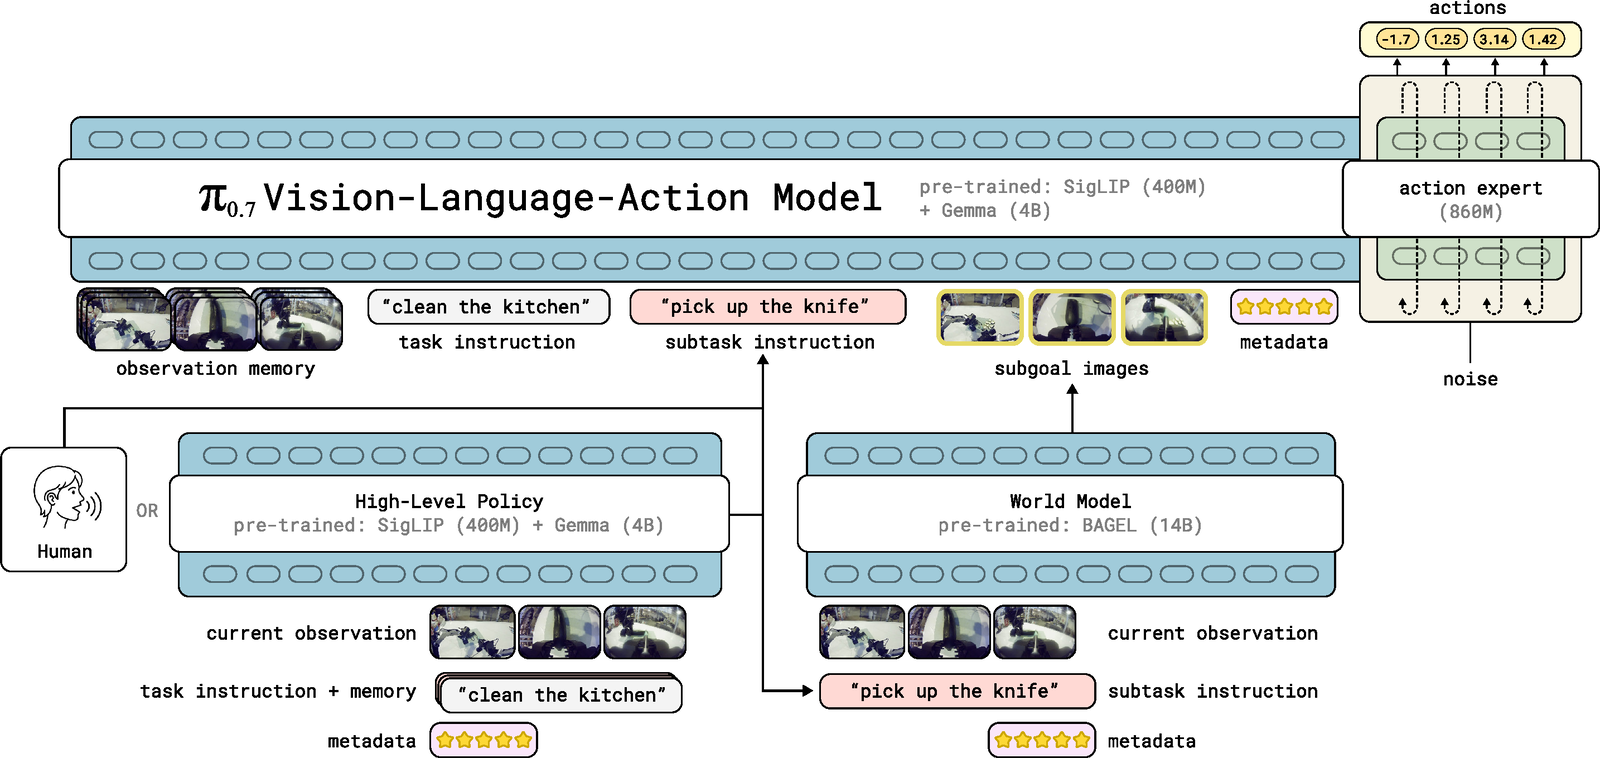 actions
-1.7 1.25 3.14 1.42
π0.7 Vision-Language-Action Model
pre-trained: SigLIP (400M)
+ Gemma (4B)
action expert
(860M)
“clean the kitchen”
“pick up the knife”
task instruction
subtask instruction
metadata
observation memory
subgoal images
noise
Human
OR
High-Level Policy
pre-trained: SigLIP (400M) + Gemma (4B)
World Model
pre-trained: BAGEL (14B)
current observation
current observation
task instruction + memory
“clean the kitchen”
“pick up the knife”
subtask instruction
metadata
metadata